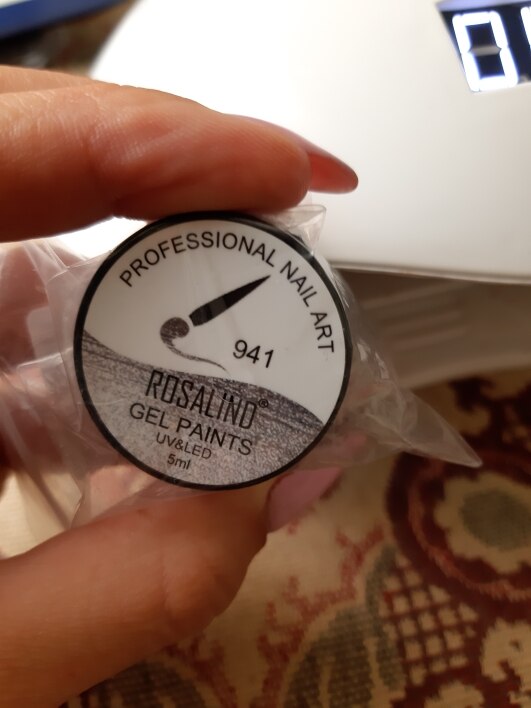 PROFESSIONAL NAIL ART
941
ROSALIND®
GEL PAINTS
UV&LED
5ml